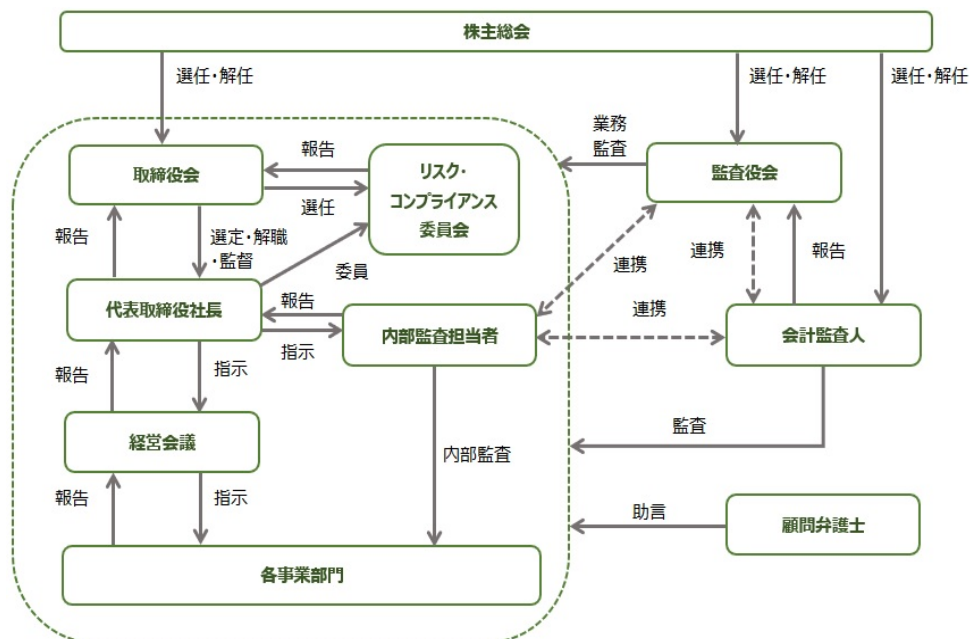 株主総会
選任・解任
選任・解任
選任・解任
業務
監査
報告
取締役会
リスク・
コンプライアンス
委員会
監査役会
選任
報告
選定・解職
・監督
委員
連携
連携
報告
代表取締役社長
報告
指示
内部監査担当者
連携
会計監査人
報告
指示
経営会議
内部監査
監査
報告
指示
助言
顧問弁護士
各事業部門